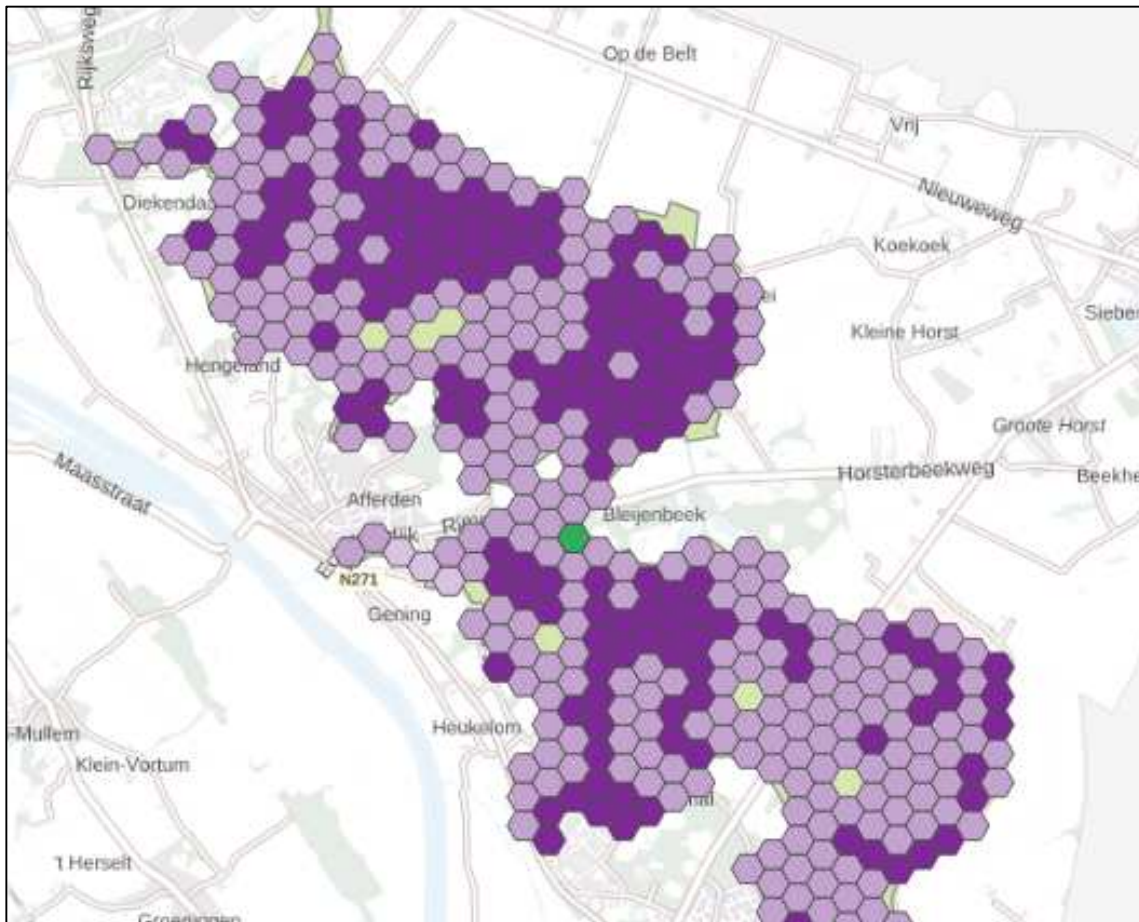 Rijksweg
Op de Belt
Vrij
Nieuweweg
Koekoek
Kleine Horst
Hengeland
Groote Horst
Horsterbeekweg
Maasstraat
Afferden
Bleijenbeek
N271
Gening
Heukelom
-Mullem
Klein-Vortum
't Herselt